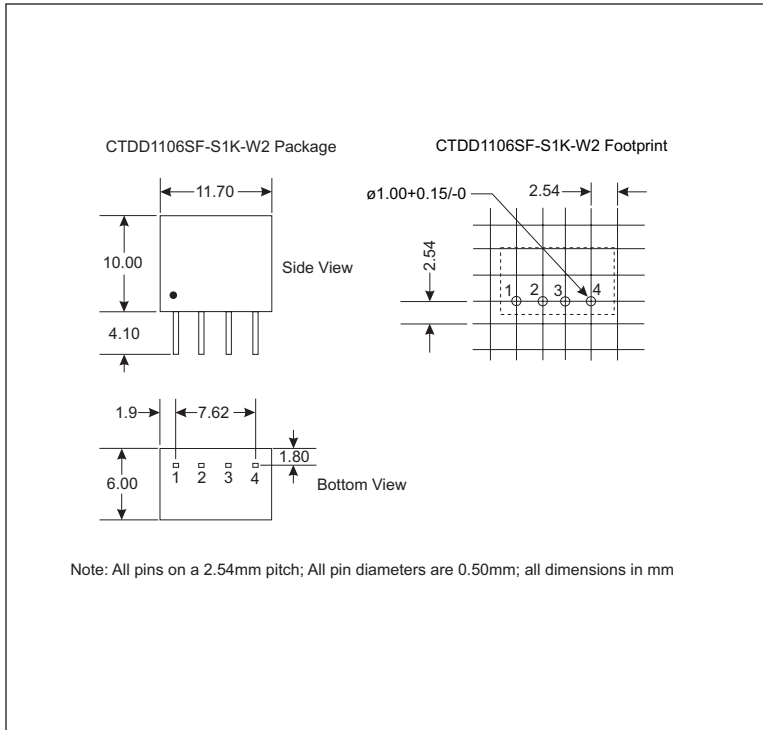 CTDD1106SF-S1K-W2 Package
CTDD1106SF-S1K-W2 Footprint
11.70
10.00
Side View
4.10
ø1.00+0.15/-0
2.54
2.54
1 2 3 4
1.9
7.62
1.80
6.00
1 2 3 4
Bottom View
Note: All pins on a 2.54mm pitch; All pin diameters are 0.50mm; all dimensions in mm